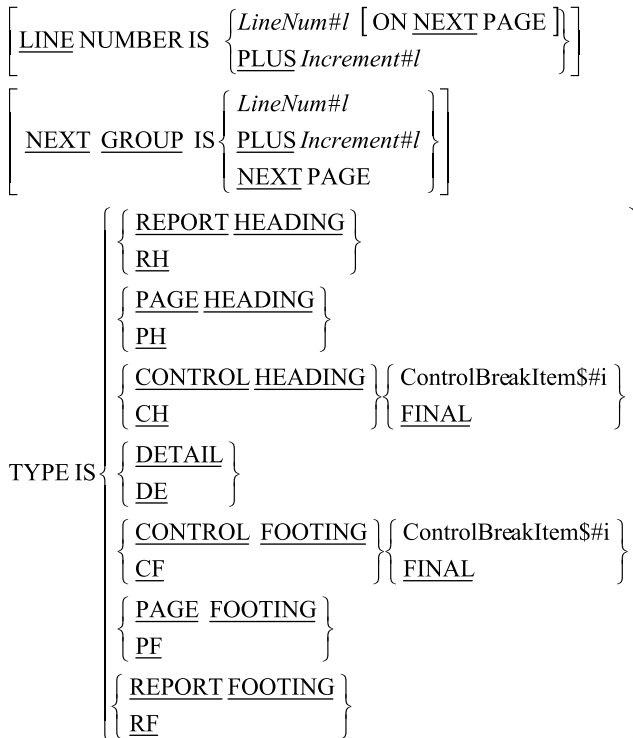 LineNum#l [ ON NEXT PAGE ]
LINE NUMBER IS
PLUS Increment#l
LineNum#l
NEXT GROUP IS PLUS Increment#l
NEXT PAGE
REPORT HEADING
RH
PAGE HEADING
PH
CONTROL HEADING ControlBreakItem$#i
CH FINAL
DETAIL
TYPE IS
DE
CONTROL FOOTING ControlBreakItem$#i
CF FINAL
PAGE FOOTING
PF
REPORT FOOTING
RF